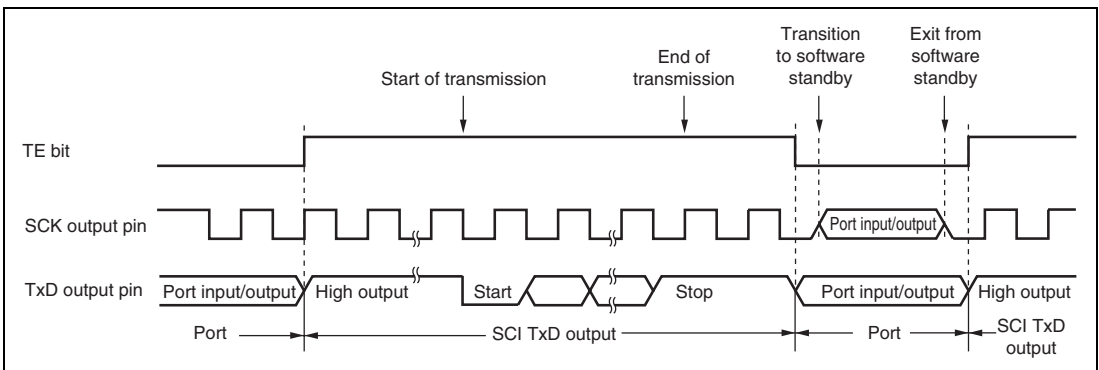 Transition
to software
standby
Exit from
software
standby
End of
transmission
Start of transmission
TE bit
SCK output pin
Port input/output
TxD output pin
Port input/output
High output
Start
Stop
Port input/output
High output
Port
SCI TxD output
Port
SCI TxD
output